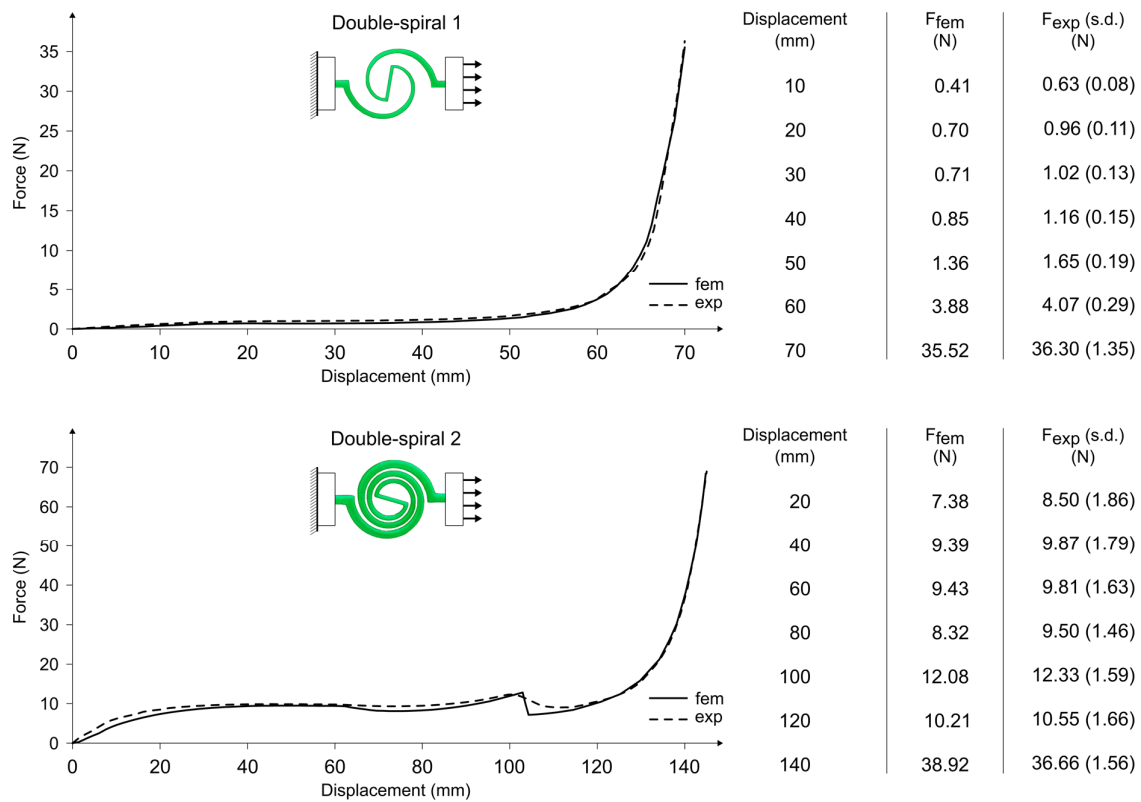 Double-spiral 1
Force (N)
35
30
25
20
15
10
5
0
fem
exp
0 10 20 30 40 50 60 70
Displacement (mm)
Displacement (mm) Ffem (N) Fexp (s.d.) (N)
10 0.41 0.63 (0.08)
20 0.70 0.96 (0.11)
30 0.71 1.02 (0.13)
40 0.85 1.16 (0.15)
50 1.36 1.65 (0.19)
60 3.88 4.07 (0.29)
70 35.52 36.30 (1.35)
Double-spiral 2
Force (N)
70
60
50
40
30
20
10
0
fem
exp
0 20 40 60 80 100 120 140
Displacement (mm)
Displacement (mm) Ffem (N) Fexp (s.d.) (N)
20 7.38 8.50 (1.86)
40 9.39 9.87 (1.79)
60 9.43 9.81 (1.63)
80 8.32 9.50 (1.46)
100 12.08 12.33 (1.59)
120 10.21 10.55 (1.66)
140 38.92 36.66 (1.56)